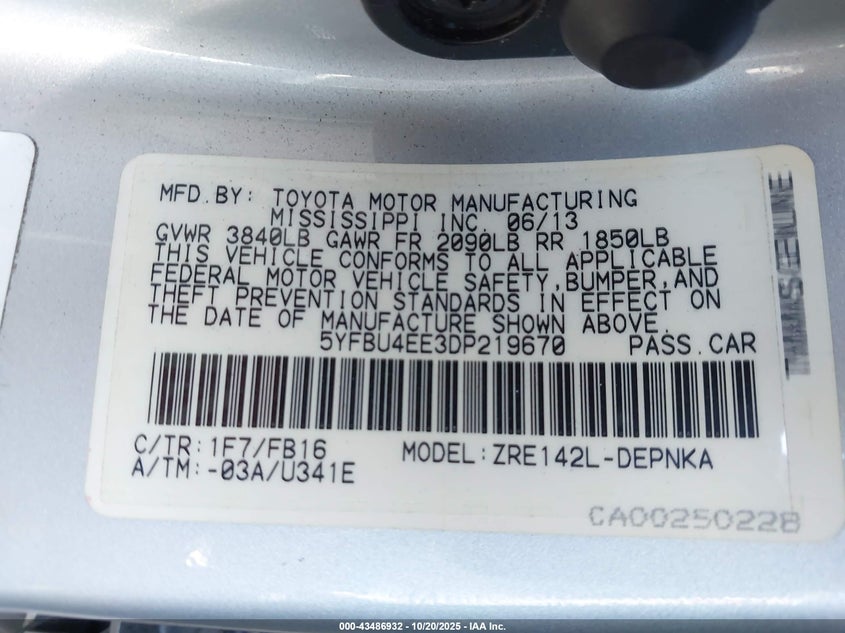 MFD.BY: TOYOTA MOTOR MANUFACTURING
MISSISSIPPI INC. 06/13
GVWR 3840LB GAWR FR 2090LB RR 1850LB
THIS VEHICLE CONFORMS TO ALL APPLICABLE
FEDERAL MOTOR VEHICLE SAFETY,BUMPER,AND
THEFT PREVENTION STANDARDS IN EFFECT ON
THE DATE OF MANUFACTURE SHOWN ABOVE.
5YFBU4EE3DP219670 PASS.CAR
C/TR:1F7/FB16 MODEL:ZRE142L-DEPNKA
A/TM:-03A/U341E
CA00250228
000-43486932 - 10/20/2025 - IAA Inc.